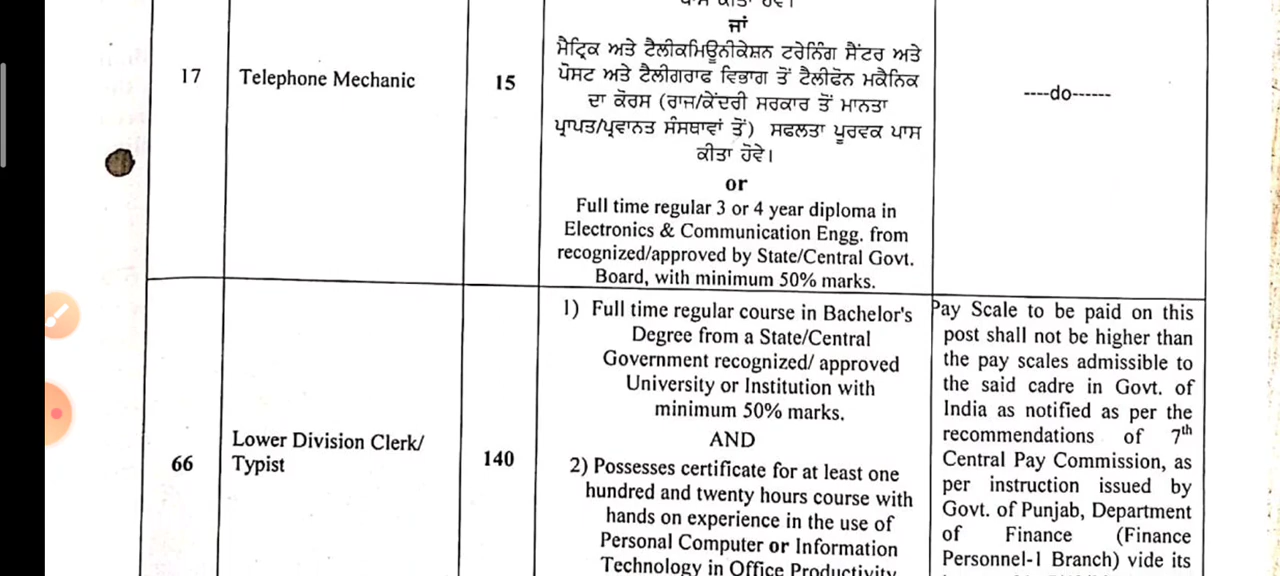 ਜਾਂ
17
Telephone Mechanic
15
ਮੈਟ੍ਰਿਕ ਅਤੇ ਟੈਲੀਕਮਿਊਨੀਕੇਸ਼ਨ ਟਰੇਨਿੰਗ ਸੈਂਟਰ ਅਤੇ
ਪੋਸਟ ਅਤੇ ਟੈਲੀਗਰਾਫ ਵਿਭਾਗ ਤੋਂ ਟੈਲੀਫੋਨ ਮਕੈਨਿਕ
ਦਾ ਕੋਰਸ (ਰਾਜ/ਕੇਂਦਰੀ ਸਰਕਾਰ ਤੋਂ ਮਾਨਤਾ
ਪ੍ਰਾਪਤ/ਪ੍ਰਵਾਨਤ ਸੰਸਥਾਵਾਂ ਤੋਂ) ਸਫਲਤਾ ਪੂਰਵਕ ਪਾਸ
ਕੀਤਾ ਹੋਵੇ।
or
Full time regular 3 or 4 year diploma in
Electronics & Communication Engg. from
recognized/approved by State/Central Govt.
Board, with minimum 50% marks.
----do------
66
Lower Division Clerk/
Typist
140
1) Full time regular course in Bachelor's
Degree from a State/Central
Government recognized/ approved
University or Institution with
minimum 50% marks.
AND
2) Possesses certificate for at least one
hundred and twenty hours course with
hands on experience in the use of
Personal Computer or Information
Technology in Office Productivity
Pay Scale to be paid on this
post shall not be higher than
the pay scales admissible to
the said cadre in Govt. of
India as notified as per the
recommendations of 7th
Central Pay Commission, as
per instruction issued by
Govt. of Punjab, Department
of Finance (Finance
Personnel-1 Branch) vide its